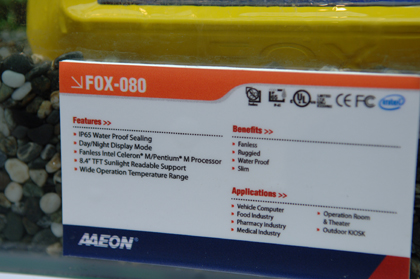 FOX-080
UL CE FC intel
Features >>
• IP65 Water Proof Sealing
• Day/Night Display Mode
• Fanless Intel Celeron® M/Pentium® M Processor
• 8.4" TFT Sunlight Readable Support
• Wide Operation Temperature Range
Benefits >>
• Fanless
• Rugged
• Water Proof
• Slim
Applications >>
• Vehicle Computer
• Food Industry
• Pharmacy Industry
• Medical Industry
• Operation Room
& Theater
• Outdoor KIOSK
AAEON